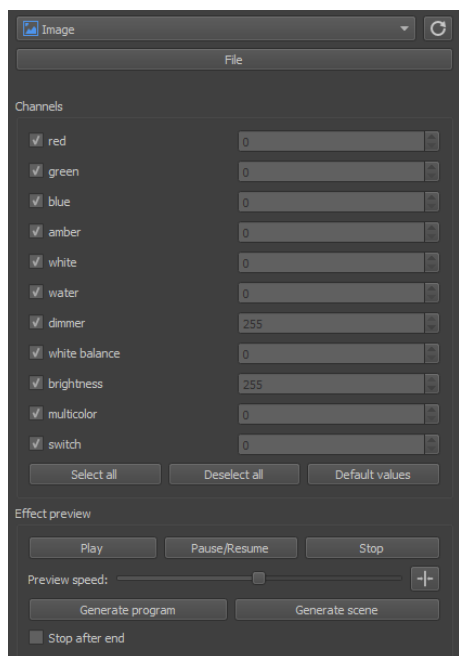 Image
File
Channels
red 0
green 0
blue 0
amber 0
white 0
water 0
dimmer 255
white balance 0
brightness 255
multicolor 0
switch 0
Select all Deselect all Default values
Effect preview
Play Pause/Resume Stop
Preview speed:
Generate program Generate scene
Stop after end